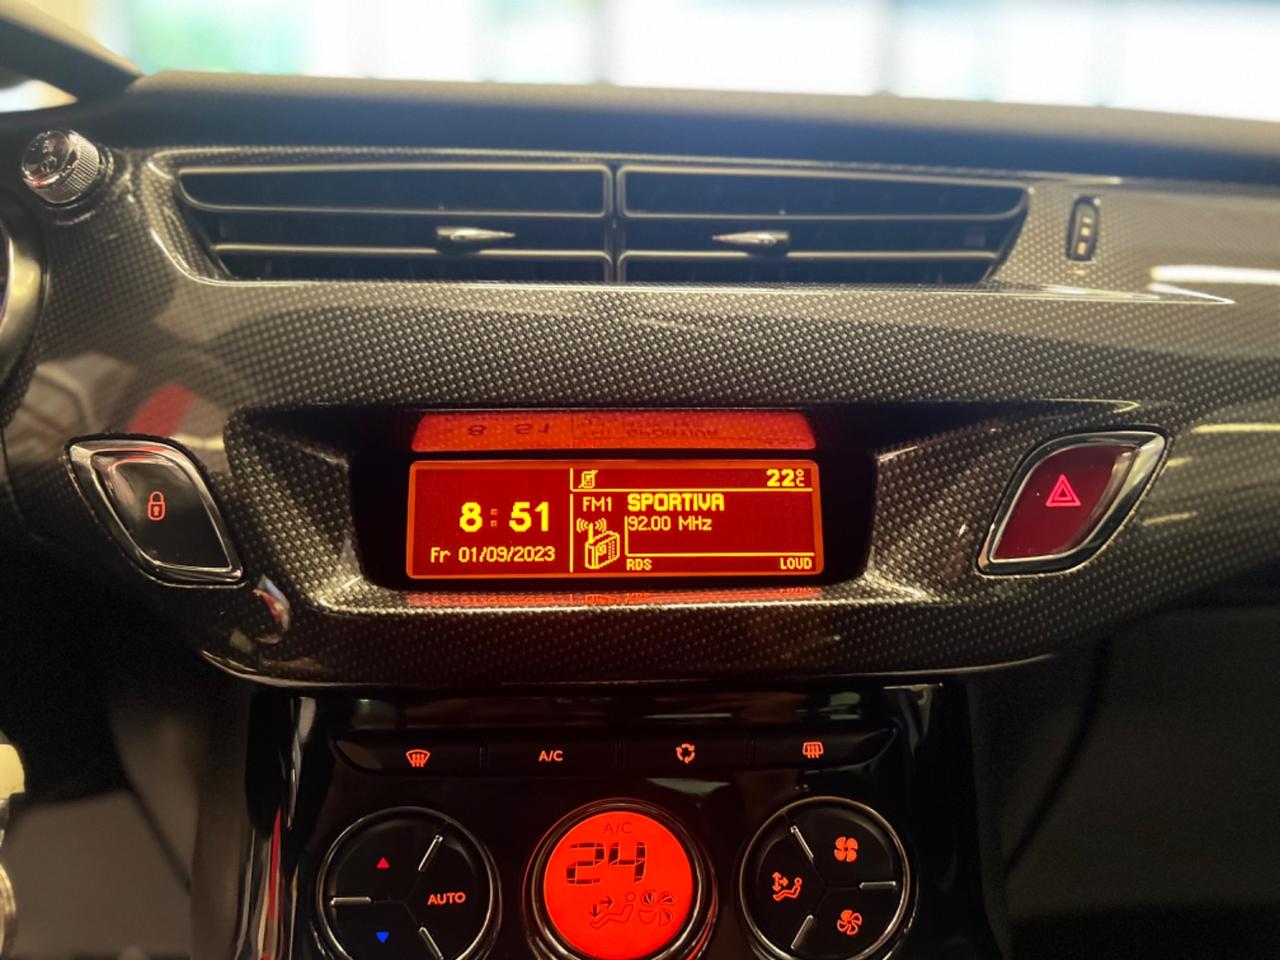 22°C
8:51
FM1 SPORTIVA
92.00 MHz
Fr 01/09/2023
RDS LOUD
A/C
A/C
24
AUTO